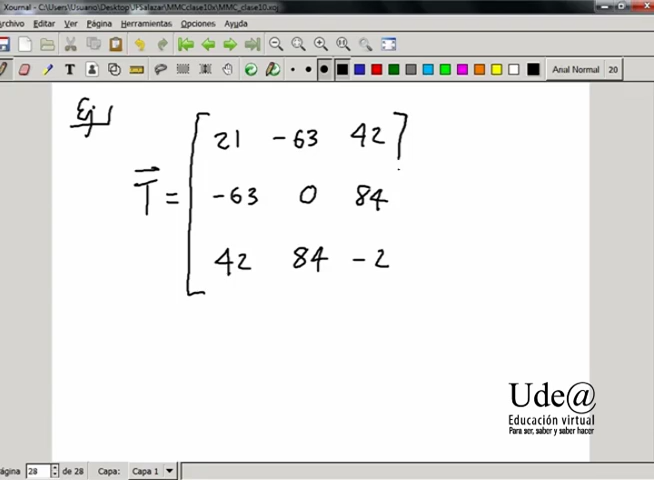 Xournal - C:\Users\Usuario\Desktop\JFSalazar\MMCclase10x\MMC_clase10.xoj
Archivo Editar Ver Página Herramientas Opciones Ayuda
T
Anal Normal 20
Ej 1
T = [ 21 -63 42 ]
-63 0 84
42 84 -2
Ude@
Educación virtual
Para ser, saber y saber hacer
ágina 28 de 28 Capa: Capa 1